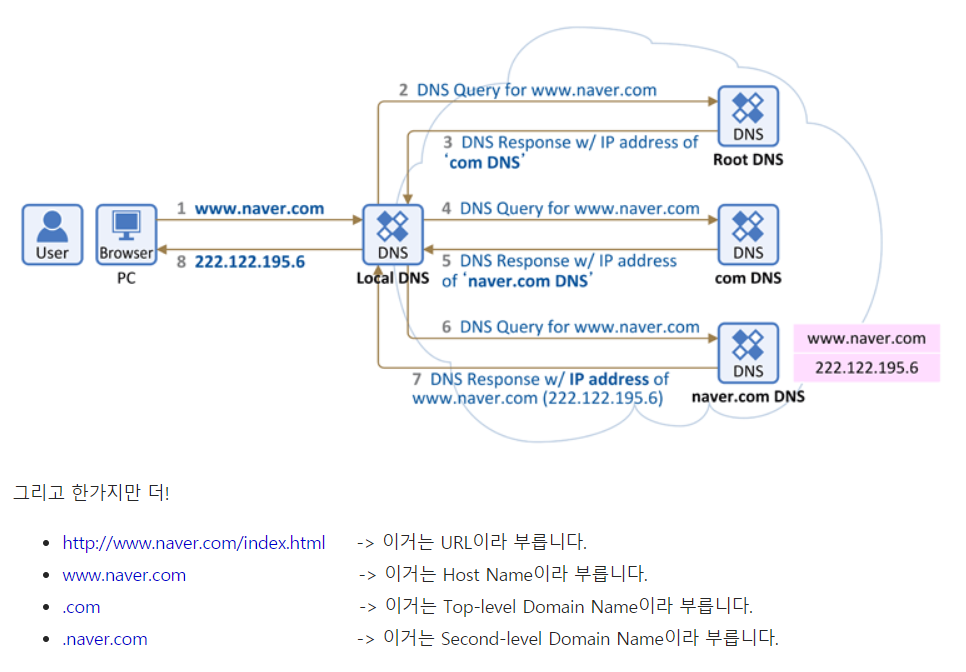 2 DNS Query for www.naver.com
DNS
Root DNS
3 DNS Response w/ IP address of
‘com DNS’
1 www.naver.com
4 DNS Query for www.naver.com
User
Browser
PC
DNS
Local DNS
DNS
com DNS
8 222.122.195.6
5 DNS Response w/ IP address
of ‘naver.com DNS’
6 DNS Query for www.naver.com
DNS
naver.com DNS
www.naver.com
222.122.195.6
7 DNS Response w/ IP address of
www.naver.com (222.122.195.6)
그리고 한가지만 더!
• http://www.naver.com/index.html -> 이거는 URL이라 부릅니다.
• www.naver.com -> 이거는 Host Name이라 부릅니다.
• .com -> 이거는 Top-level Domain Name이라 부릅니다.
• .naver.com -> 이거는 Second-level Domain Name이라 부릅니다.